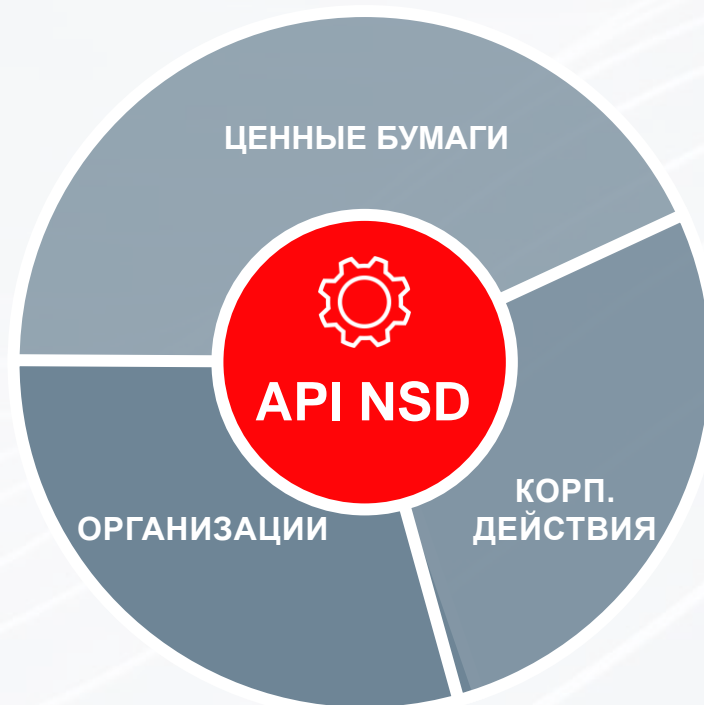 ЦЕННЫЕ БУМАГИ
API NSD
КОРП.
ДЕЙСТВИЯ
ОРГАНИЗАЦИИ